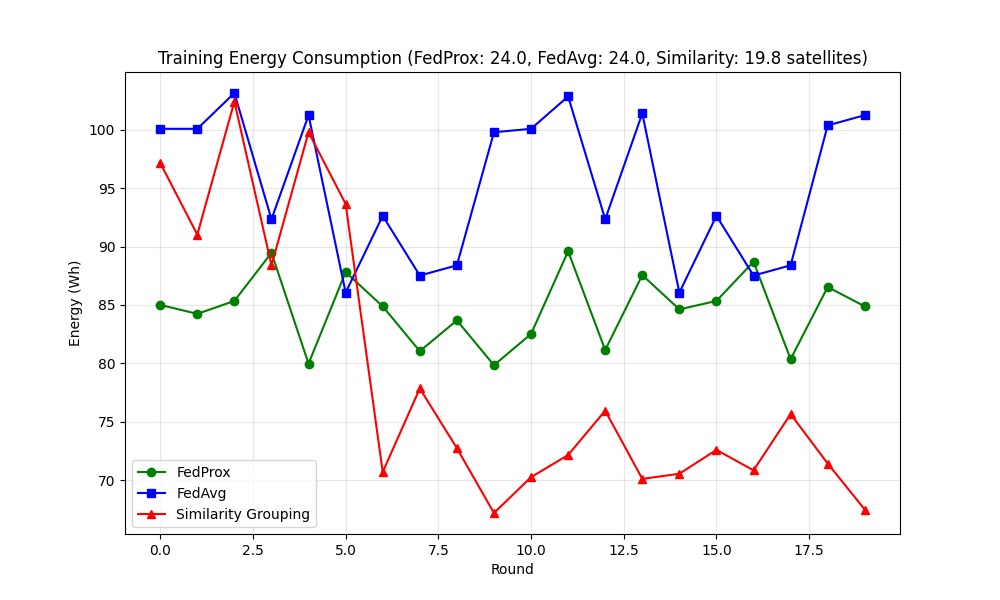 Training Energy Consumption (FedProx: 24.0, FedAvg: 24.0, Similarity: 19.8 satellites)
Energy (Wh)
100
95
90
85
80
75
70
FedProx
FedAvg
Similarity Grouping
0.0 2.5 5.0 7.5 10.0 12.5 15.0 17.5
Round